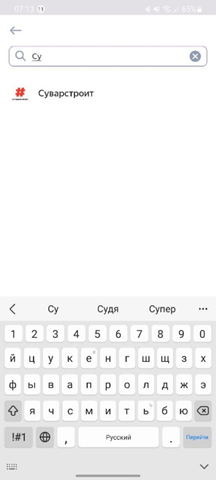 07:13
65%
Су
Суварстроит
Су Судя Супер
1 2 3 4 5 6 7 8 9 0
й ц у к е н г ш щ з х
ф ы в а п р о л д ж э
я ч с м и т ь б ю
!#1 , Русский . Перейти